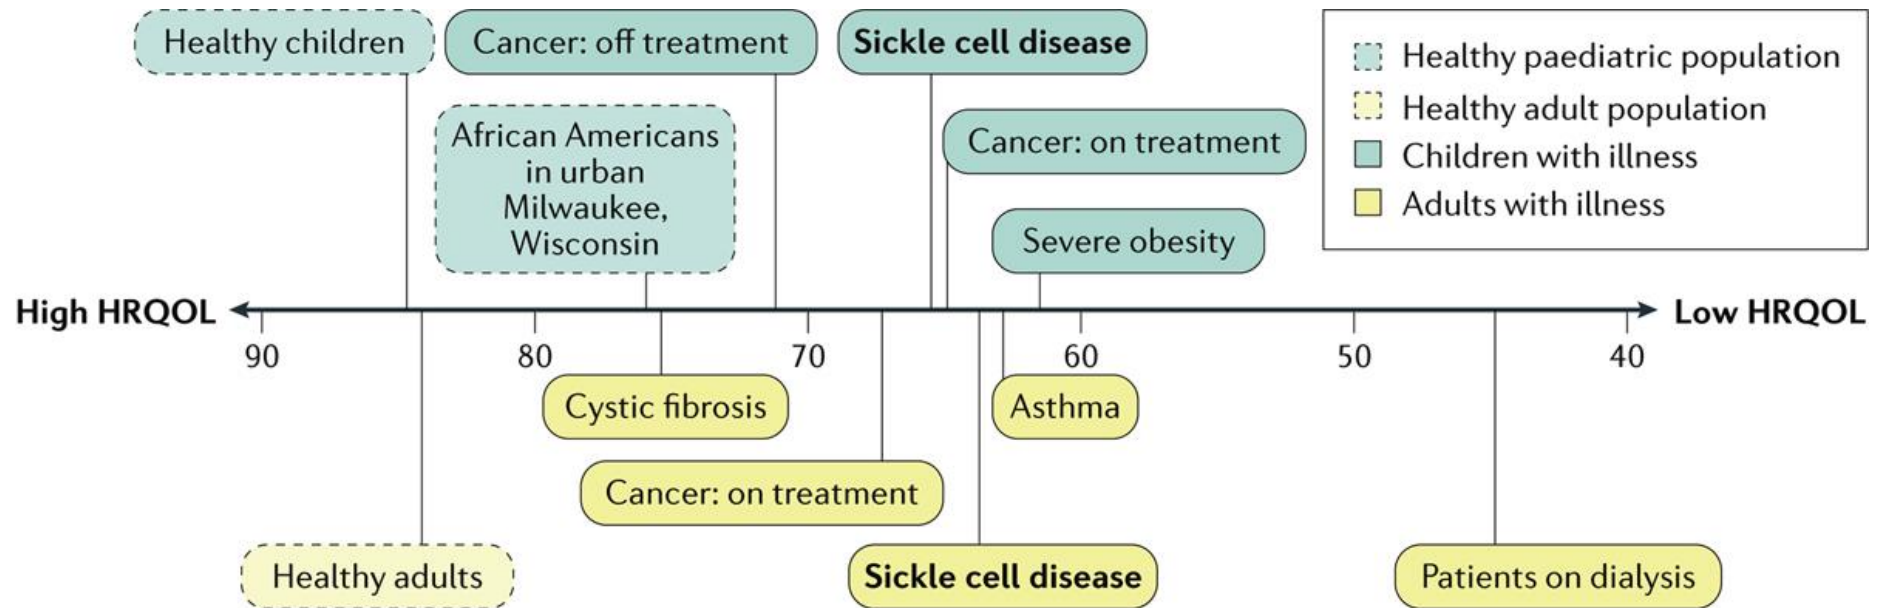 Healthy children
Cancer: off treatment
Sickle cell disease
African Americans
in urban
Milwaukee,
Wisconsin
Cancer: on treatment
Severe obesity
Healthy paediatric population
Healthy adult population
Children with illness
Adults with illness
High HRQOL
Low HRQOL
90
80
70
60
50
40
Cystic fibrosis
Asthma
Cancer: on treatment
Healthy adults
Sickle cell disease
Patients on dialysis